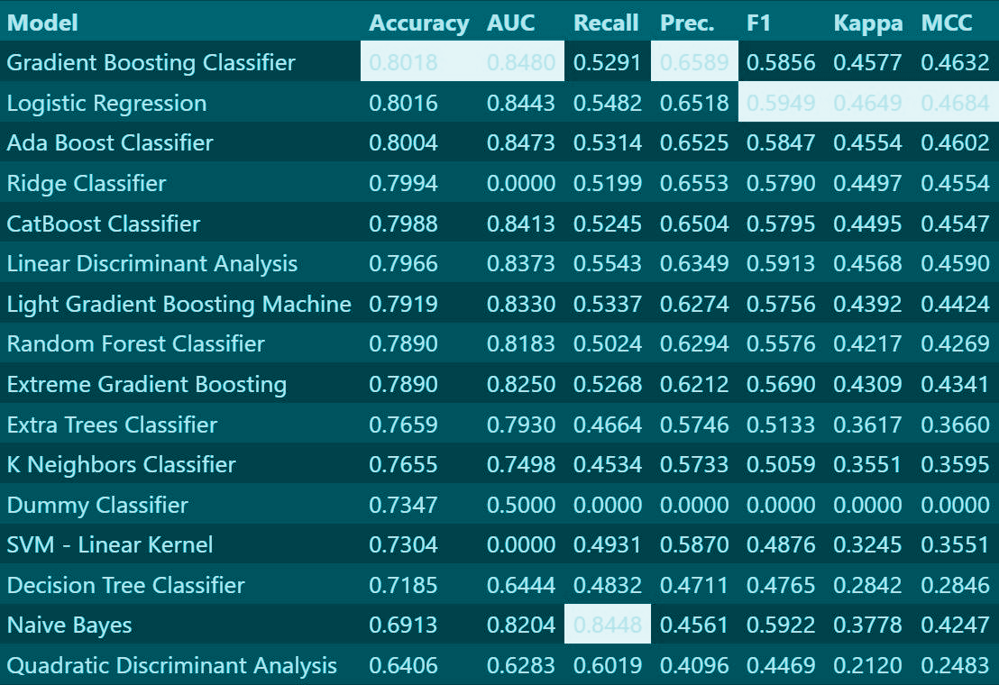 Model Accuracy AUC Recall Prec. F1 Kappa MCC
Gradient Boosting Classifier 0.8018 0.8480 0.5291 0.6589 0.5856 0.4577 0.4632
Logistic Regression 0.8016 0.8443 0.5482 0.6518 0.5949 0.4649 0.4684
Ada Boost Classifier 0.8004 0.8473 0.5314 0.6525 0.5847 0.4554 0.4602
Ridge Classifier 0.7994 0.0000 0.5199 0.6553 0.5790 0.4497 0.4554
CatBoost Classifier 0.7988 0.8413 0.5245 0.6504 0.5795 0.4495 0.4547
Linear Discriminant Analysis 0.7966 0.8373 0.5543 0.6349 0.5913 0.4568 0.4590
Light Gradient Boosting Machine 0.7919 0.8330 0.5337 0.6274 0.5756 0.4392 0.4424
Random Forest Classifier 0.7890 0.8183 0.5024 0.6294 0.5576 0.4217 0.4269
Extreme Gradient Boosting 0.7890 0.8250 0.5268 0.6212 0.5690 0.4309 0.4341
Extra Trees Classifier 0.7659 0.7930 0.4664 0.5746 0.5133 0.3617 0.3660
K Neighbors Classifier 0.7655 0.7498 0.4534 0.5733 0.5059 0.3551 0.3595
Dummy Classifier 0.7347 0.5000 0.0000 0.0000 0.0000 0.0000 0.0000
SVM - Linear Kernel 0.7304 0.0000 0.4931 0.5870 0.4876 0.3245 0.3551
Decision Tree Classifier 0.7185 0.6444 0.4832 0.4711 0.4765 0.2842 0.2846
Naive Bayes 0.6913 0.8204 0.8448 0.4561 0.5922 0.3778 0.4247
Quadratic Discriminant Analysis 0.6406 0.6283 0.6019 0.4096 0.4469 0.2120 0.2483